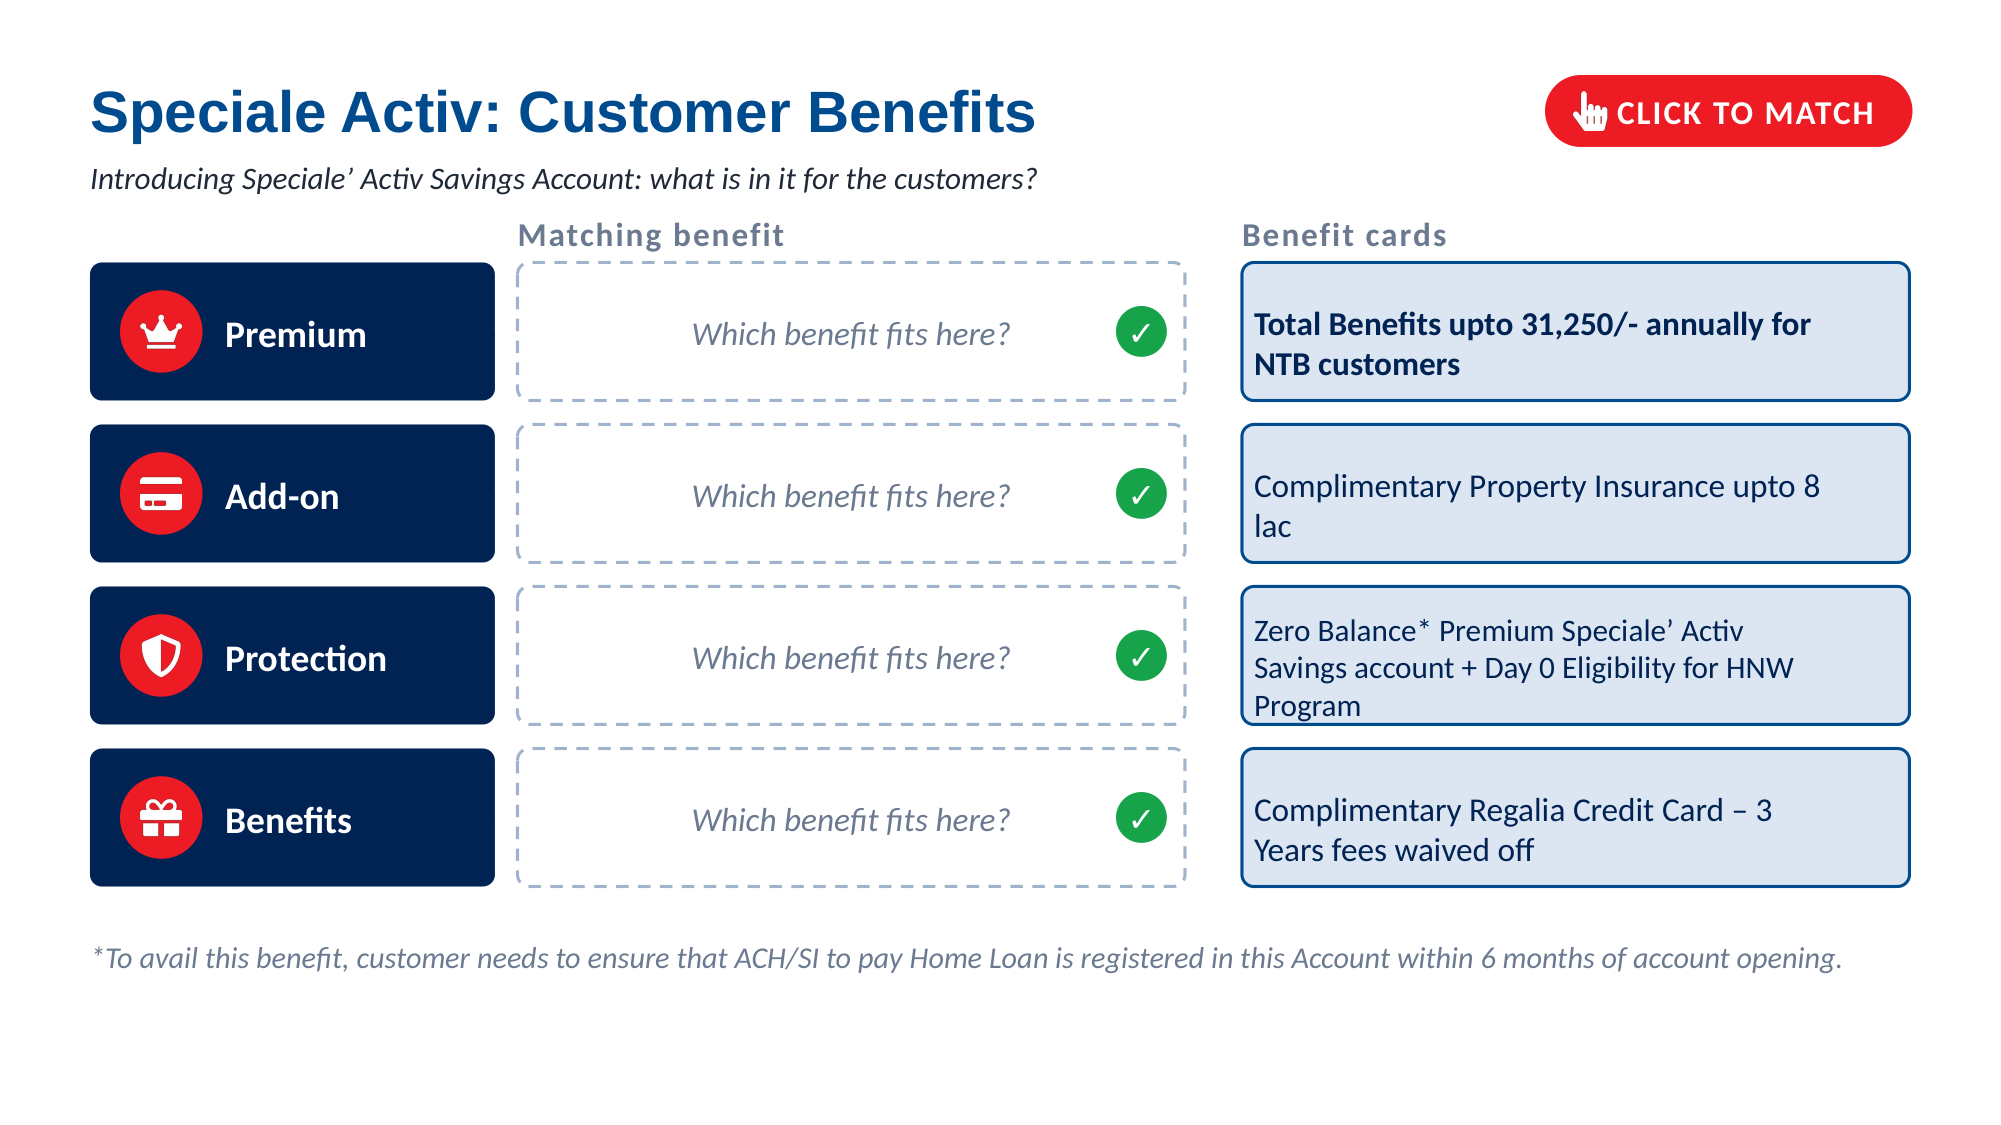 Speciale Activ: Customer Benefits
CLICK TO MATCH
Introducing Speciale’ Activ Savings Account: what is in it for the customers?
Matching benefit
Benefit cards
Premium
Which benefit fits here?
✓
Total Benefits upto 31,250/- annually for
NTB customers
Add-on
Which benefit fits here?
✓
Complimentary Property Insurance upto 8
lac
Protection
Which benefit fits here?
✓
Zero Balance* Premium Speciale’ Activ
Savings account + Day 0 Eligibility for HNW
Program
Benefits
Which benefit fits here?
✓
Complimentary Regalia Credit Card – 3
Years fees waived off
*To avail this benefit, customer needs to ensure that ACH/SI to pay Home Loan is registered in this Account within 6 months of account opening.